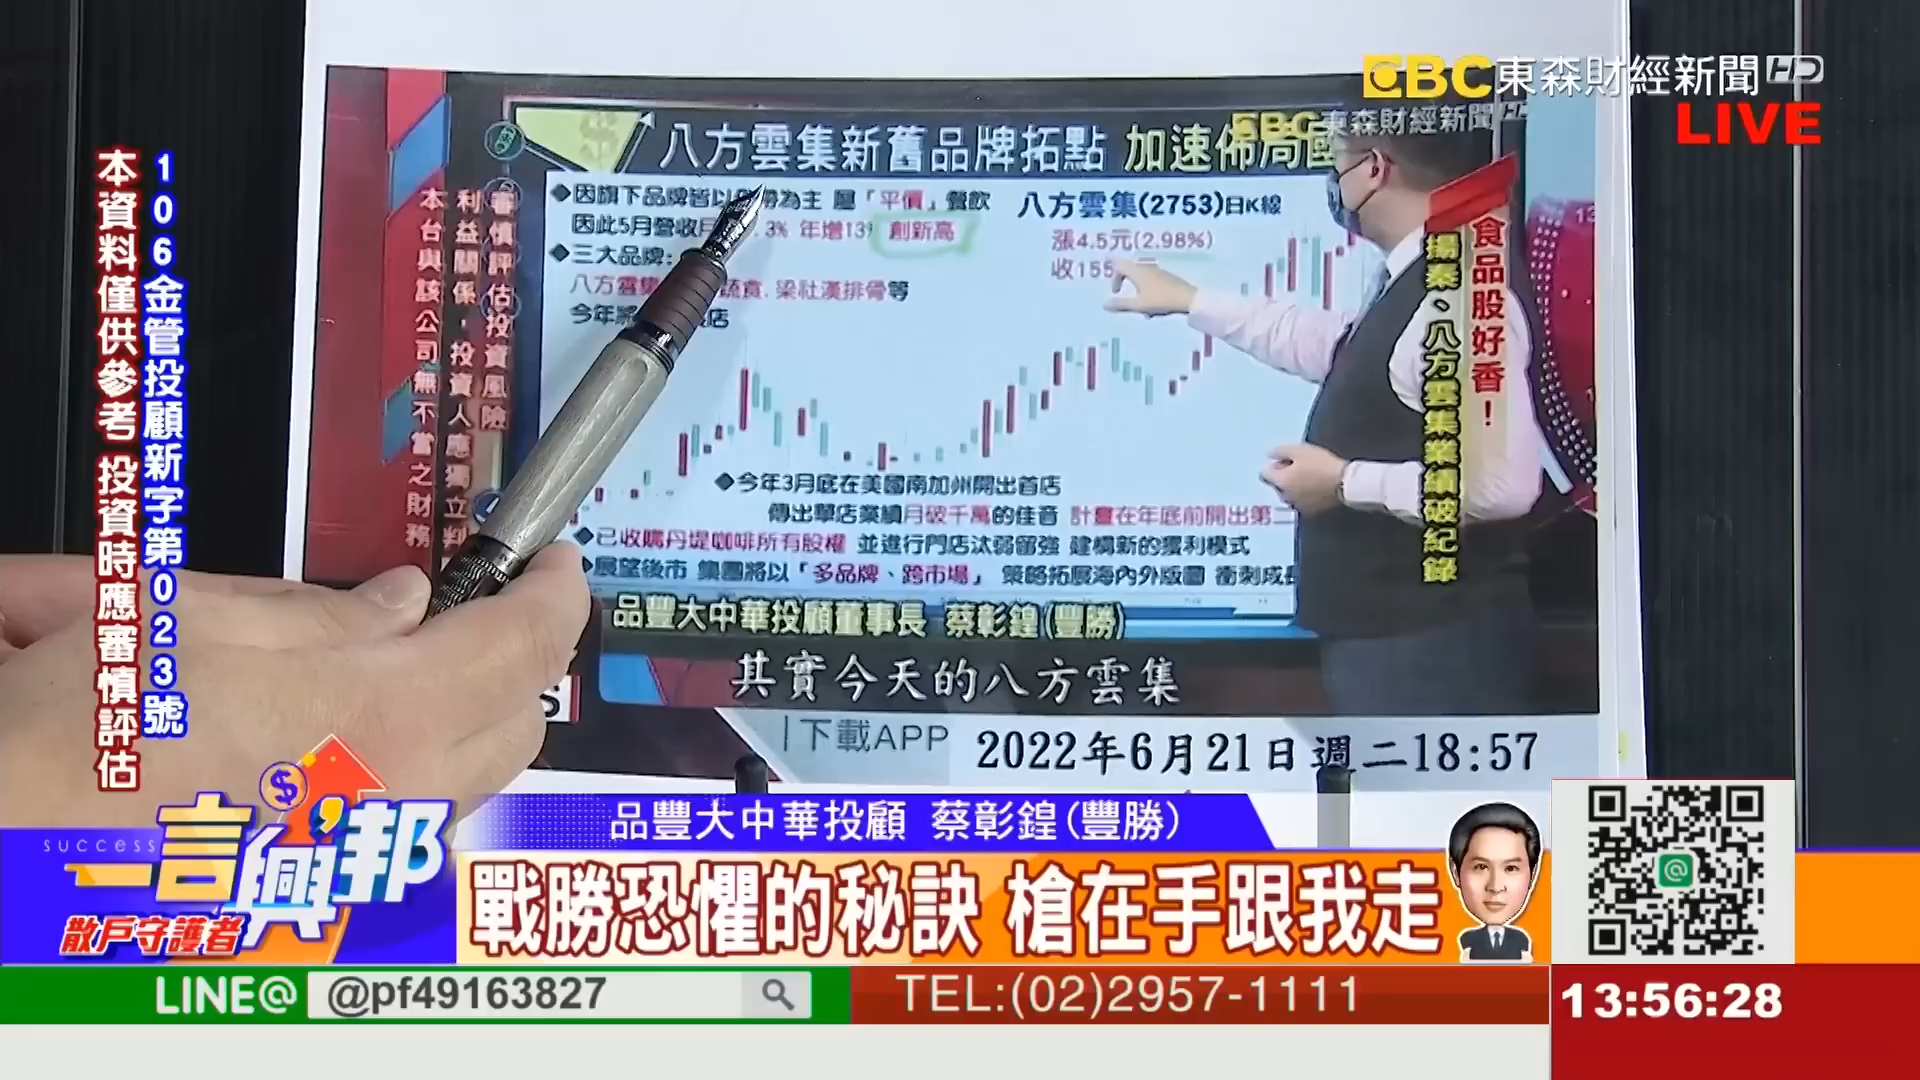 EBC 東森財經新聞 HD
LIVE
106金管投顧新字第023號
本資料僅供參考 投資時應審慎評估
EBC 東森財經新聞
八方雲集新舊品牌拓點 加速佈局國
◆因旗下品牌皆以
為主 屬「平價」餐飲
因此5月營收月
3% 年增13
創新高
◆三大品牌:
八方雲集
蔬食.梁社漢排骨等
今年將
店
八方雲集(2753)日K線
漲4.5元(2.98%)
收155
◆今年3月底在美國南加州開出首店
傳出單店業績月破千萬的佳音 計畫在年底前開出第二
◆已收購丹堤咖啡所有股權 並進行門店汰弱留強 建構新的獲利模式
◆展望後市 集團將以「多品牌、跨市場」 策略拓展海內外版圖 衝刺成長
審慎評估投資風險
利益關係,投資人應獨立判
本台與該公司無不當之財務
食品股好香!
揚秦、八方雲集業績破紀錄
品豐大中華投顧董事長 蔡彰鍠(豐勝)
其實今天的八方雲集
下載APP
2022年6月21日週二18:57
品豐大中華投顧 蔡彰鍠(豐勝)
戰勝恐懼的秘訣 槍在手跟我走
success
一言興邦
散戶守護者
LINE@ @pf49163827
TEL:(02)2957-1111
13:56:28